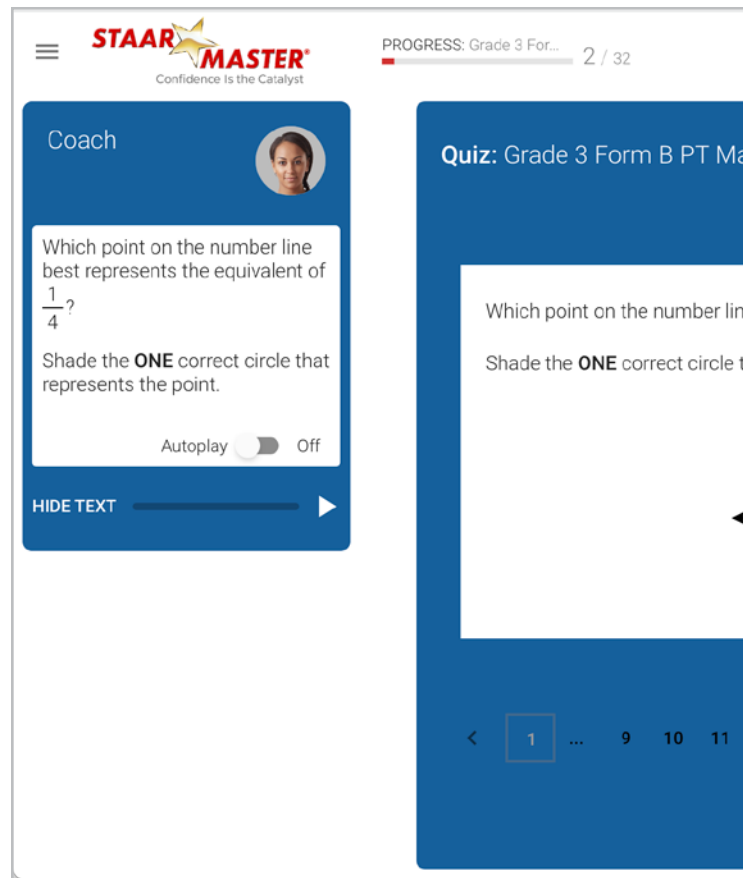 STAAR
MASTER®
Confidence Is the Catalyst
PROGRESS: Grade 3 For... 2 / 32
Coach
Which point on the number line
best represents the equivalent of
1/4?
Shade the ONE correct circle that
represents the point.
Autoplay Off
HIDE TEXT
Quiz: Grade 3 Form B PT Ma
Which point on the number lin
Shade the ONE correct circle t
< 1 ... 9 10 11